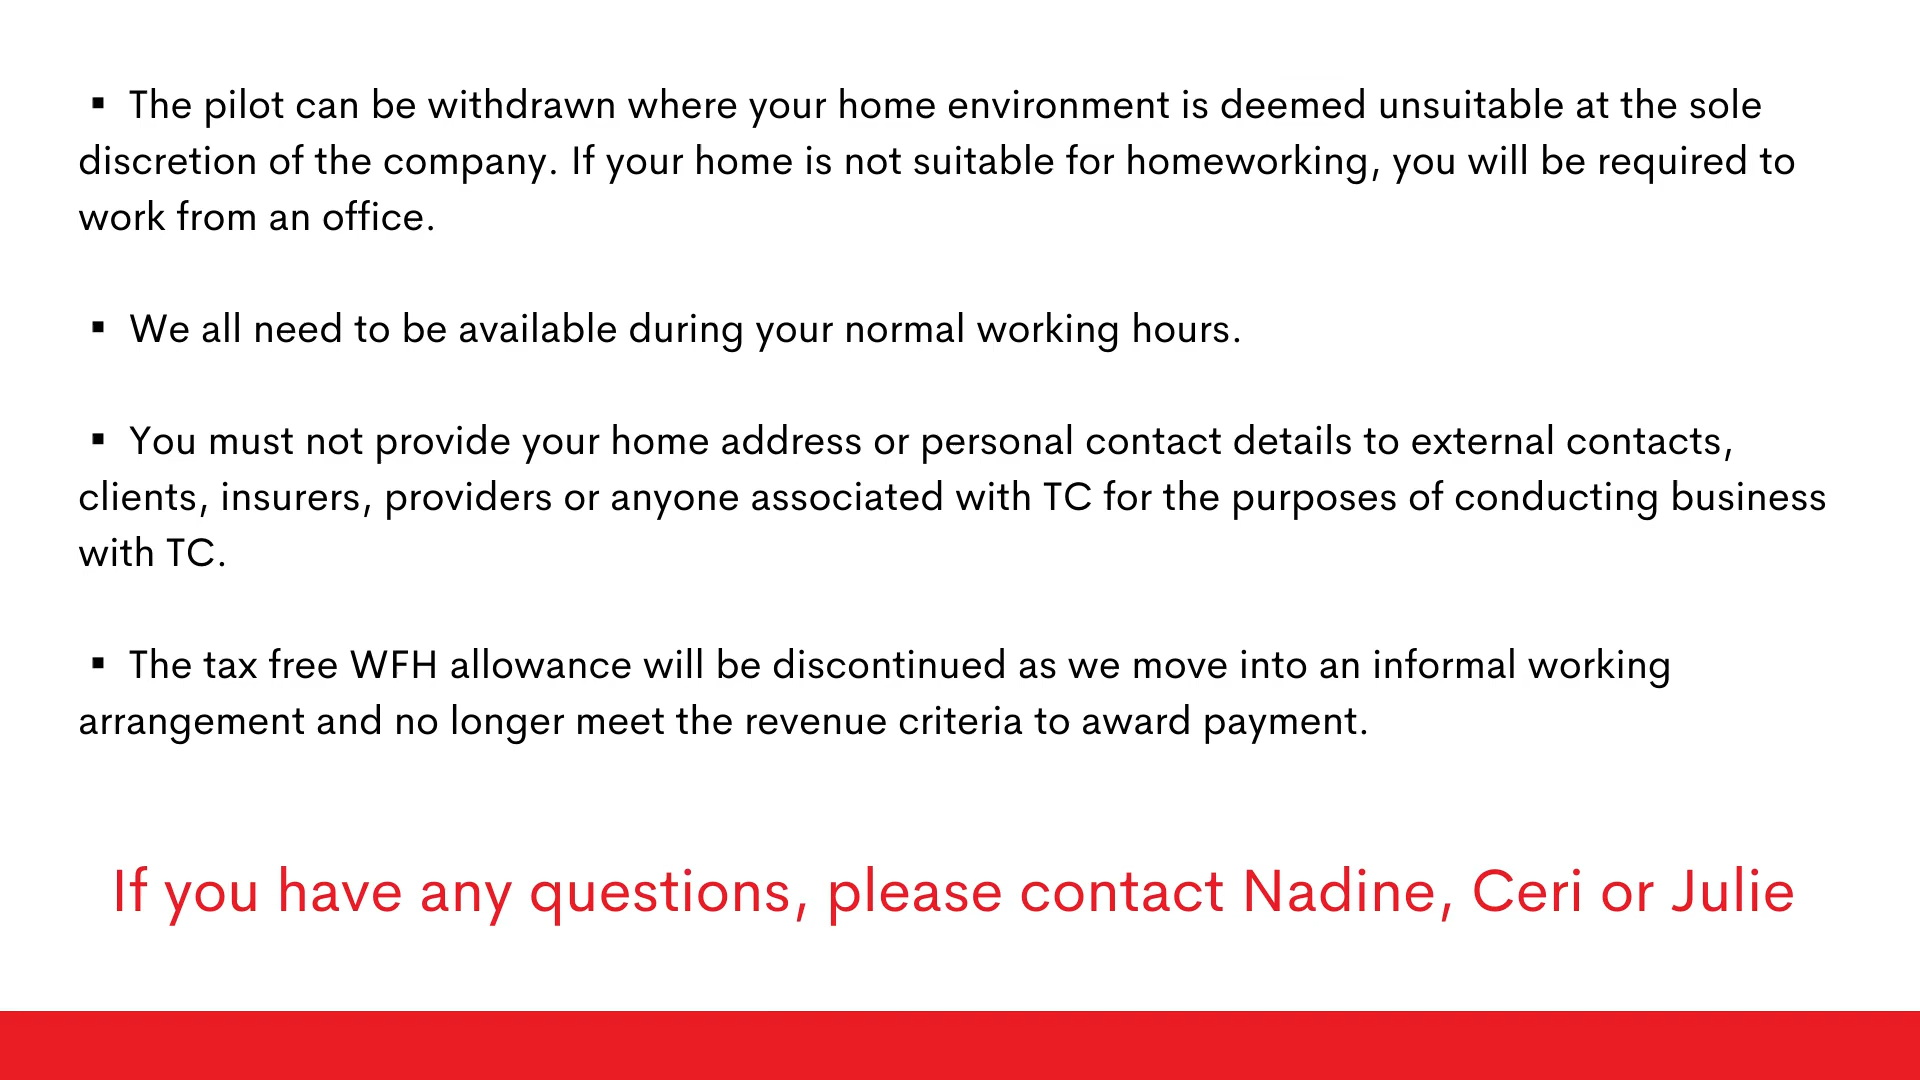 ▪ The pilot can be withdrawn where your home environment is deemed unsuitable at the sole
discretion of the company. If your home is not suitable for homeworking, you will be required to
work from an office.
▪ We all need to be available during your normal working hours.
▪ You must not provide your home address or personal contact details to external contacts,
clients, insurers, providers or anyone associated with TC for the purposes of conducting business
with TC.
▪ The tax free WFH allowance will be discontinued as we move into an informal working
arrangement and no longer meet the revenue criteria to award payment.
If you have any questions, please contact Nadine, Ceri or Julie